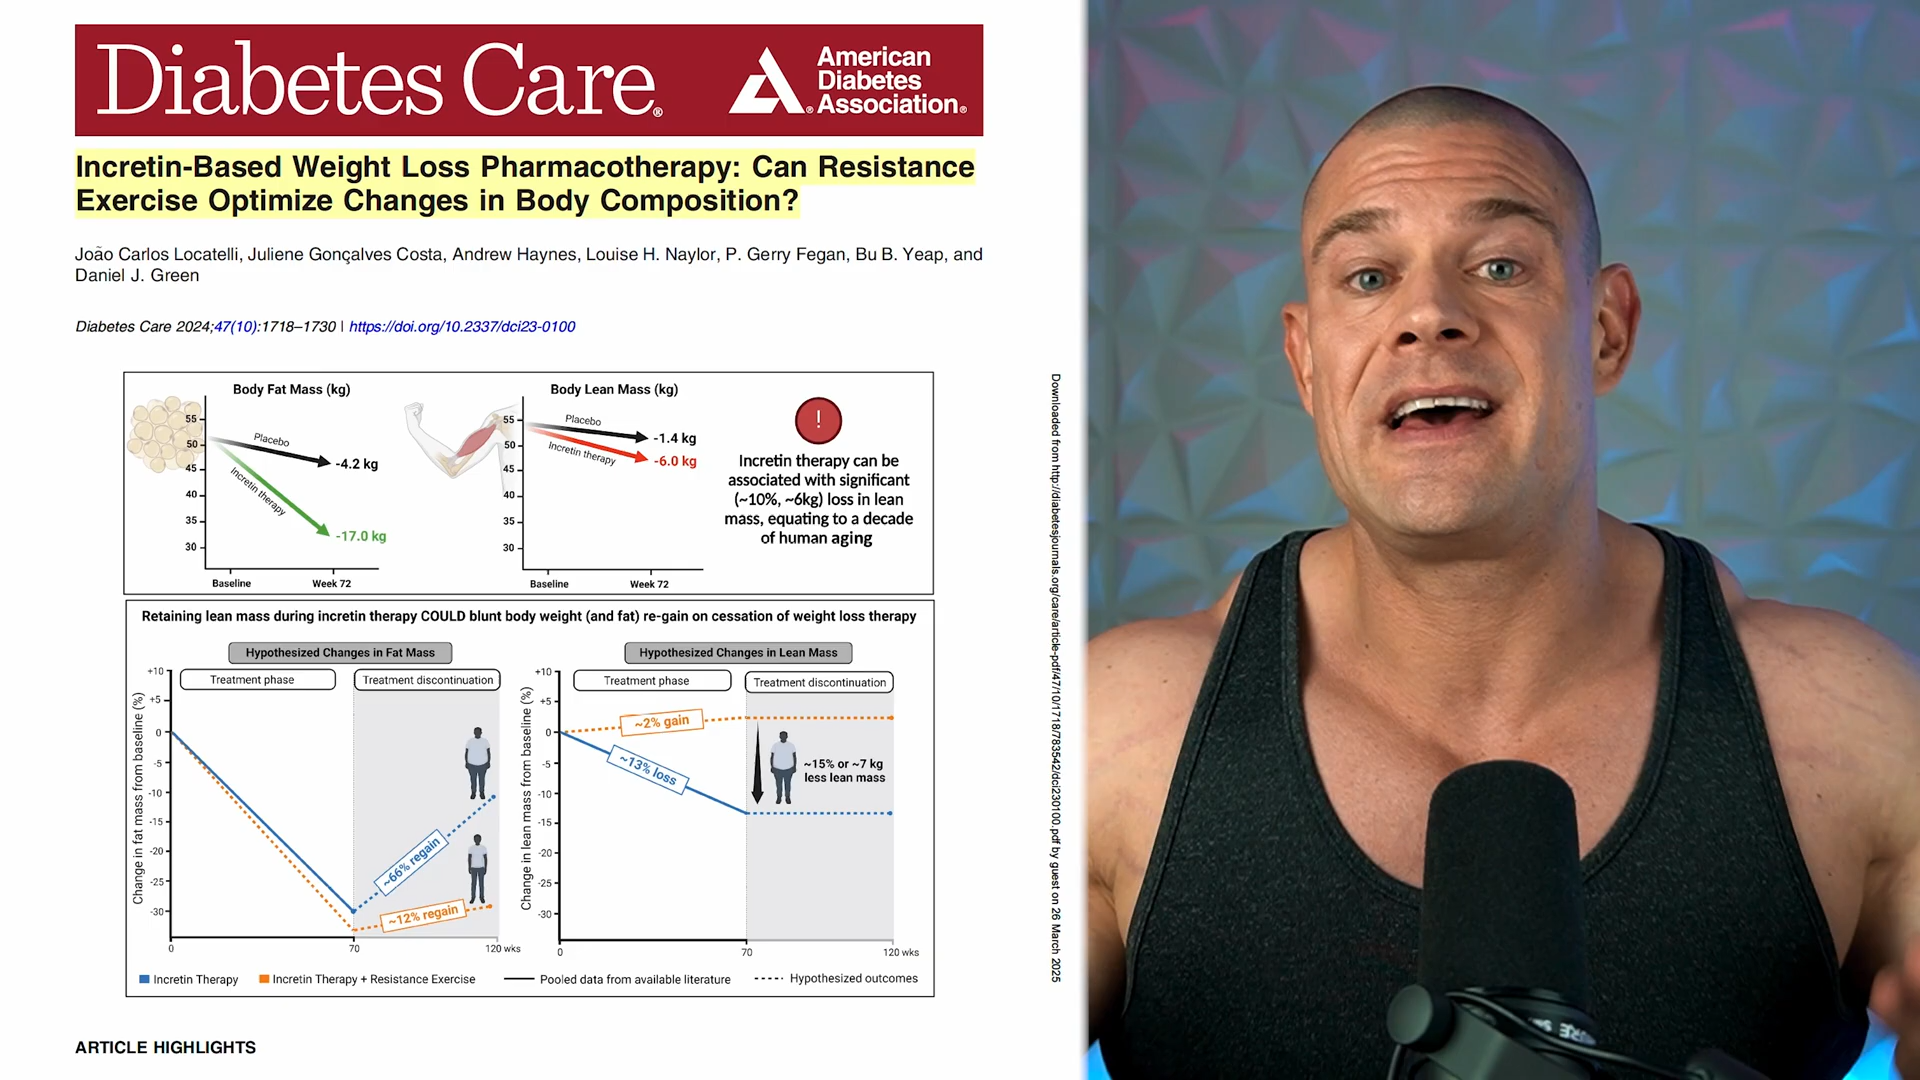 Diabetes Care®
American
Diabetes
Association®
Incretin-Based Weight Loss Pharmacotherapy: Can Resistance
Exercise Optimize Changes in Body Composition?
João Carlos Locatelli, Juliene Gonçalves Costa, Andrew Haynes, Louise H. Naylor, P. Gerry Fegan, Bu B. Yeap, and
Daniel J. Green
Diabetes Care 2024;47(10):1718–1730 | https://doi.org/10.2337/dci23-0100
Body Fat Mass (kg)
55
50
45
40
35
30
Placebo
-4.2 kg
Incretin therapy
-17.0 kg
Baseline
Week 72
Body Lean Mass (kg)
55
50
45
40
35
30
Placebo
-1.4 kg
Incretin therapy
-6.0 kg
Baseline
Week 72
!
Incretin therapy can be
associated with significant
(~10%, ~6kg) loss in lean
mass, equating to a decade
of human aging
Retaining lean mass during incretin therapy COULD blunt body weight (and fat) re-gain on cessation of weight loss therapy
Hypothesized Changes in Fat Mass
Change in fat mass from baseline (%)
+10
+5
0
-5
-10
-15
-20
-25
-30
Treatment phase
Treatment discontinuation
~66% regain
~12% regain
0
70
120 wks
Hypothesized Changes in Lean Mass
Change in lean mass from baseline (%)
+10
+5
0
-5
-10
-15
-20
-25
-30
Treatment phase
Treatment discontinuation
~2% gain
~13% loss
~15% or ~7 kg
less lean mass
0
70
120 wks
Incretin Therapy
Incretin Therapy + Resistance Exercise
Pooled data from available literature
Hypothesized outcomes
ARTICLE HIGHLIGHTS
Downloaded from http://diabetesjournals.org/care/article-pdf/47/10/1718/783542/dci230100.pdf by guest on 26 March 2025